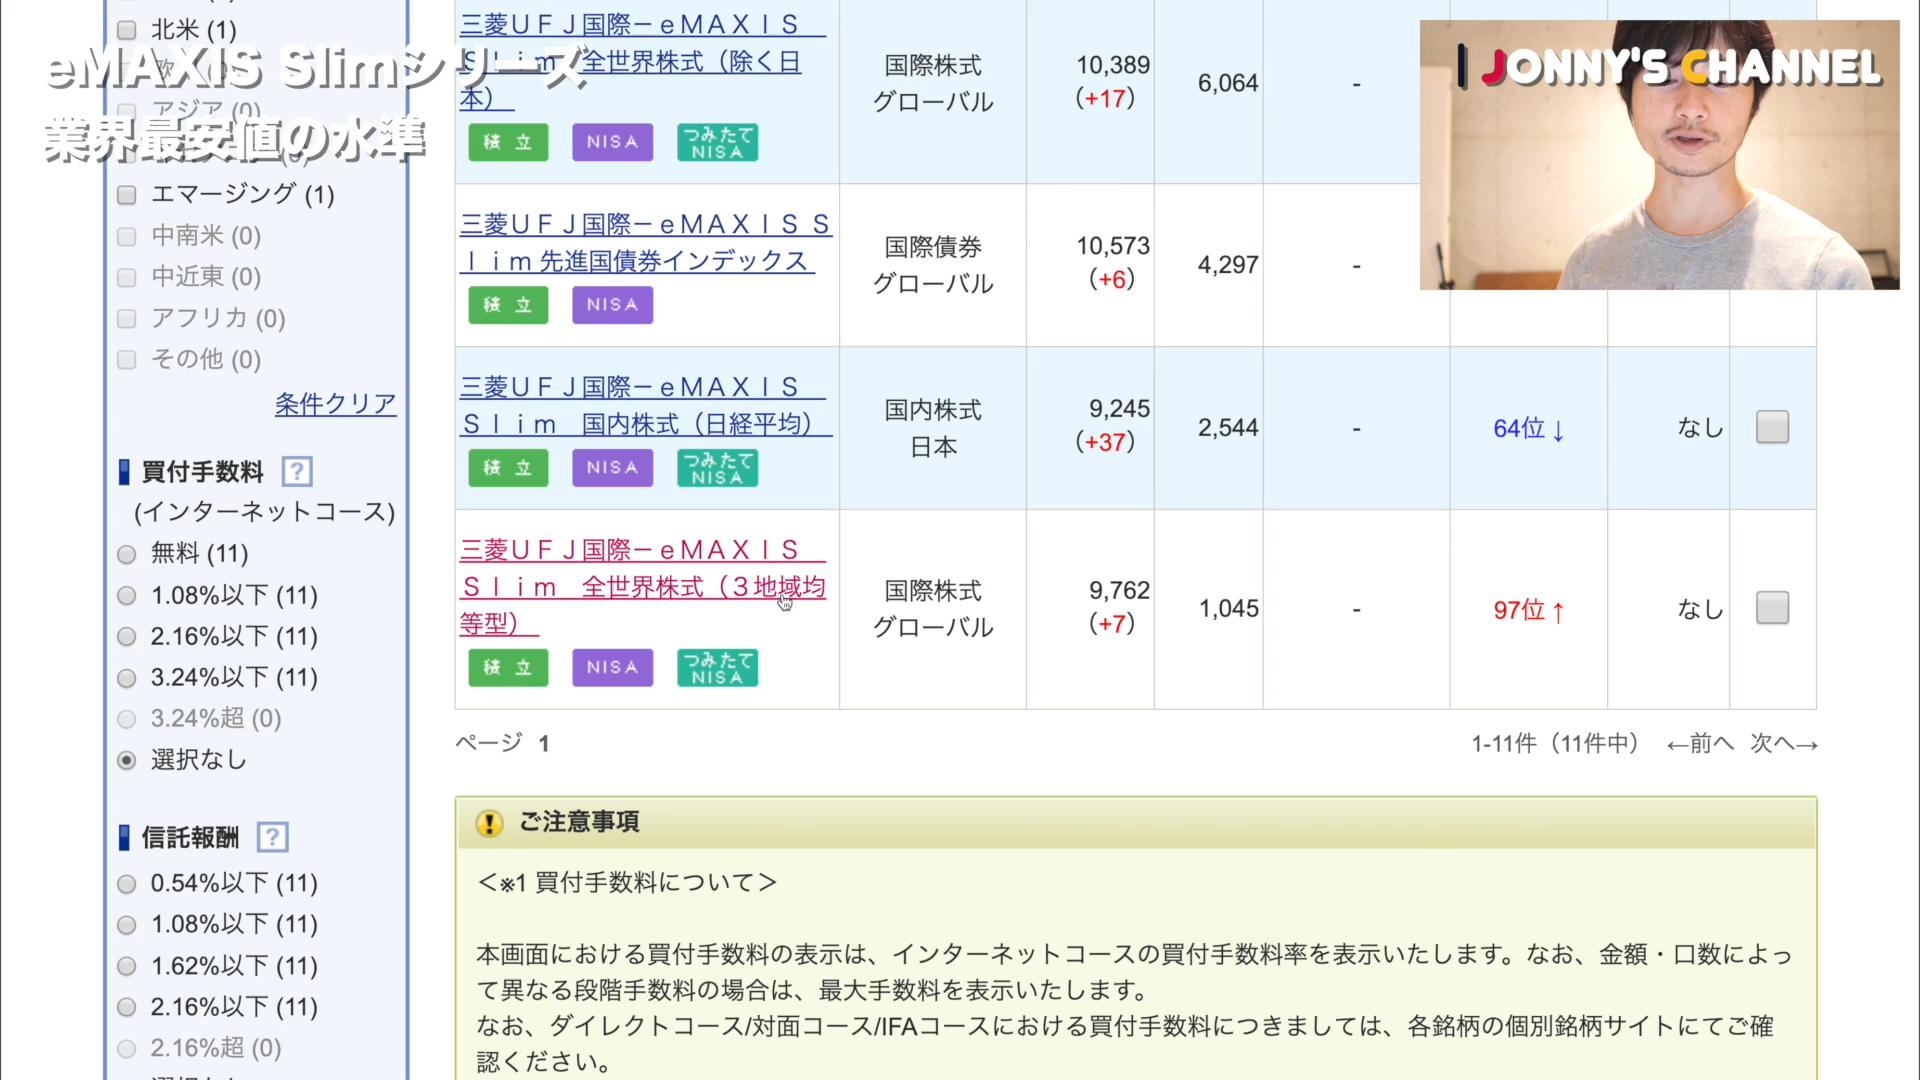 北米 (1)
eMAXIS Slimシリーズ
アジア (0)
業界最安値の水準
エマージング (1)
中南米 (0)
中近東 (0)
アフリカ (0)
その他 (0)
条件クリア
買付手数料 ?
(インターネットコース)
無料 (11)
1.08%以下 (11)
2.16%以下 (11)
3.24%以下 (11)
3.24%超 (0)
選択なし
信託報酬 ?
0.54%以下 (11)
1.08%以下 (11)
1.62%以下 (11)
2.16%以下 (11)
2.16%超 (0)
三菱ＵＦＪ国際－ｅＭＡＸＩＳ
Ｓｌｉｍ　全世界株式（除く日
本）
積 立 NISA つみたて
NISA
国際株式
グローバル
10,389
(+17)
6,064
-
三菱ＵＦＪ国際－ｅＭＡＸＩＳ Ｓ
ｌｉｍ 先進国債券インデックス
積 立 NISA
国際債券
グローバル
10,573
(+6)
4,297
-
三菱ＵＦＪ国際－ｅＭＡＸＩＳ
Ｓｌｉｍ　国内株式（日経平均）
積 立 NISA つみたて
NISA
国内株式
日本
9,245
(+37)
2,544
-
64位↓
なし
三菱ＵＦＪ国際－ｅＭＡＸＩＳ
Ｓｌｉｍ　全世界株式（３地域均
等型）
積 立 NISA つみたて
NISA
国際株式
グローバル
9,762
(+7)
1,045
-
97位↑
なし
ページ 1
1-11件（11件中） ←前へ 次へ→
ご注意事項
＜※1 買付手数料について＞
本画面における買付手数料の表示は、インターネットコースの買付手数料率を表示いたします。なお、金額・口数によっ
て異なる段階手数料の場合は、最大手数料を表示いたします。
なお、ダイレクトコース/対面コース/IFAコースにおける買付手数料につきましては、各銘柄の個別銘柄サイトにてご確
認ください。
JONNY'S CHANNEL